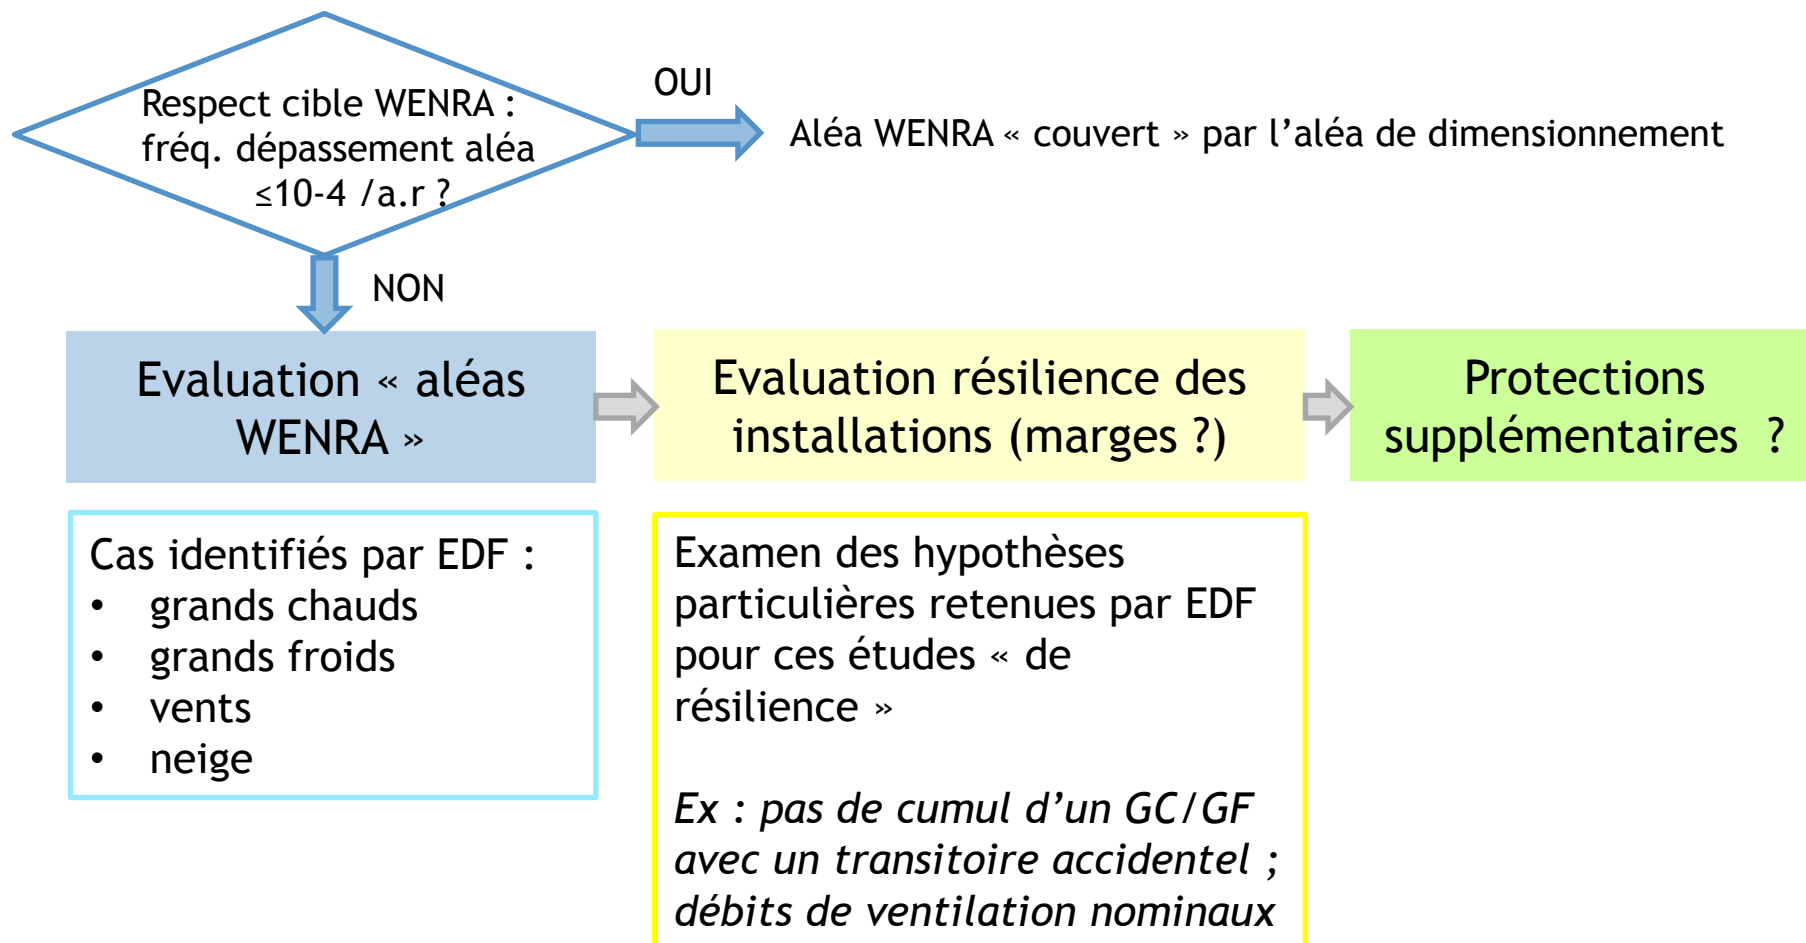 Respect cible WENRA :
fréq. dépassement aléa
≤10-4 /a.r ?
OUI
Aléa WENRA « couvert » par l’aléa de dimensionnement
NON
Evaluation « aléas
WENRA »
Evaluation résilience des
installations (marges ?)
Protections
supplémentaires ?
Cas identifiés par EDF :
• grands chauds
• grands froids
• vents
• neige
Examen des hypothèses
particulières retenues par EDF
pour ces études « de
résilience »
Ex : pas de cumul d’un GC/GF
avec un transitoire accidentel ;
débits de ventilation nominaux